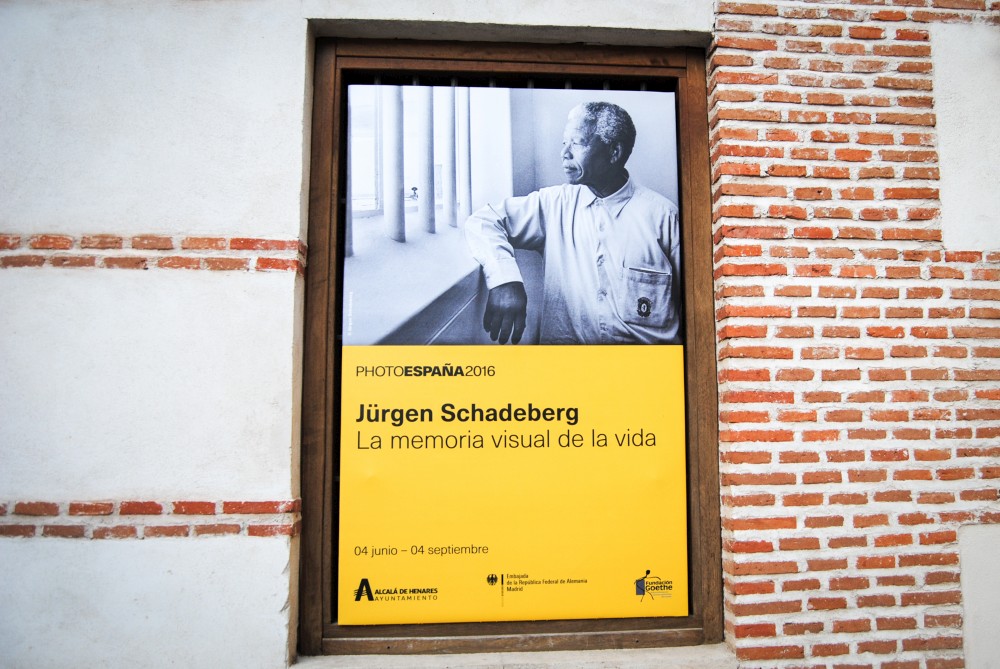 PHOTOESPAÑA2016
Jürgen Schadeberg
La memoria visual de la vida
04 junio – 04 septiembre
ALCALÁ DE HENARES
AYUNTAMIENTO
Embajada
de la República Federal de Alemania
Madrid
Fundación
Goethe